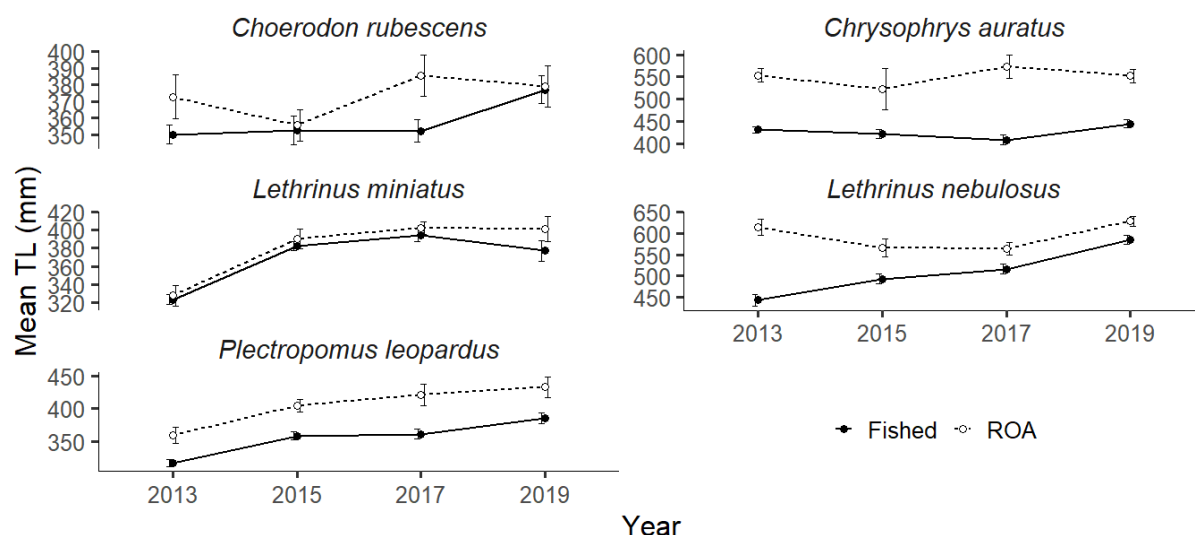 Choerodon rubescens
400
390
380
370
360
350
Chrysophrys auratus
600
550
500
450
400
Mean TL (mm)
Lethrinus miniatus
420
400
380
360
340
320
Lethrinus nebulosus
650
600
550
500
450
2013 2015 2017 2019
Plectropomus leopardus
450
400
350
2013 2015 2017 2019
Fished ROA
Year